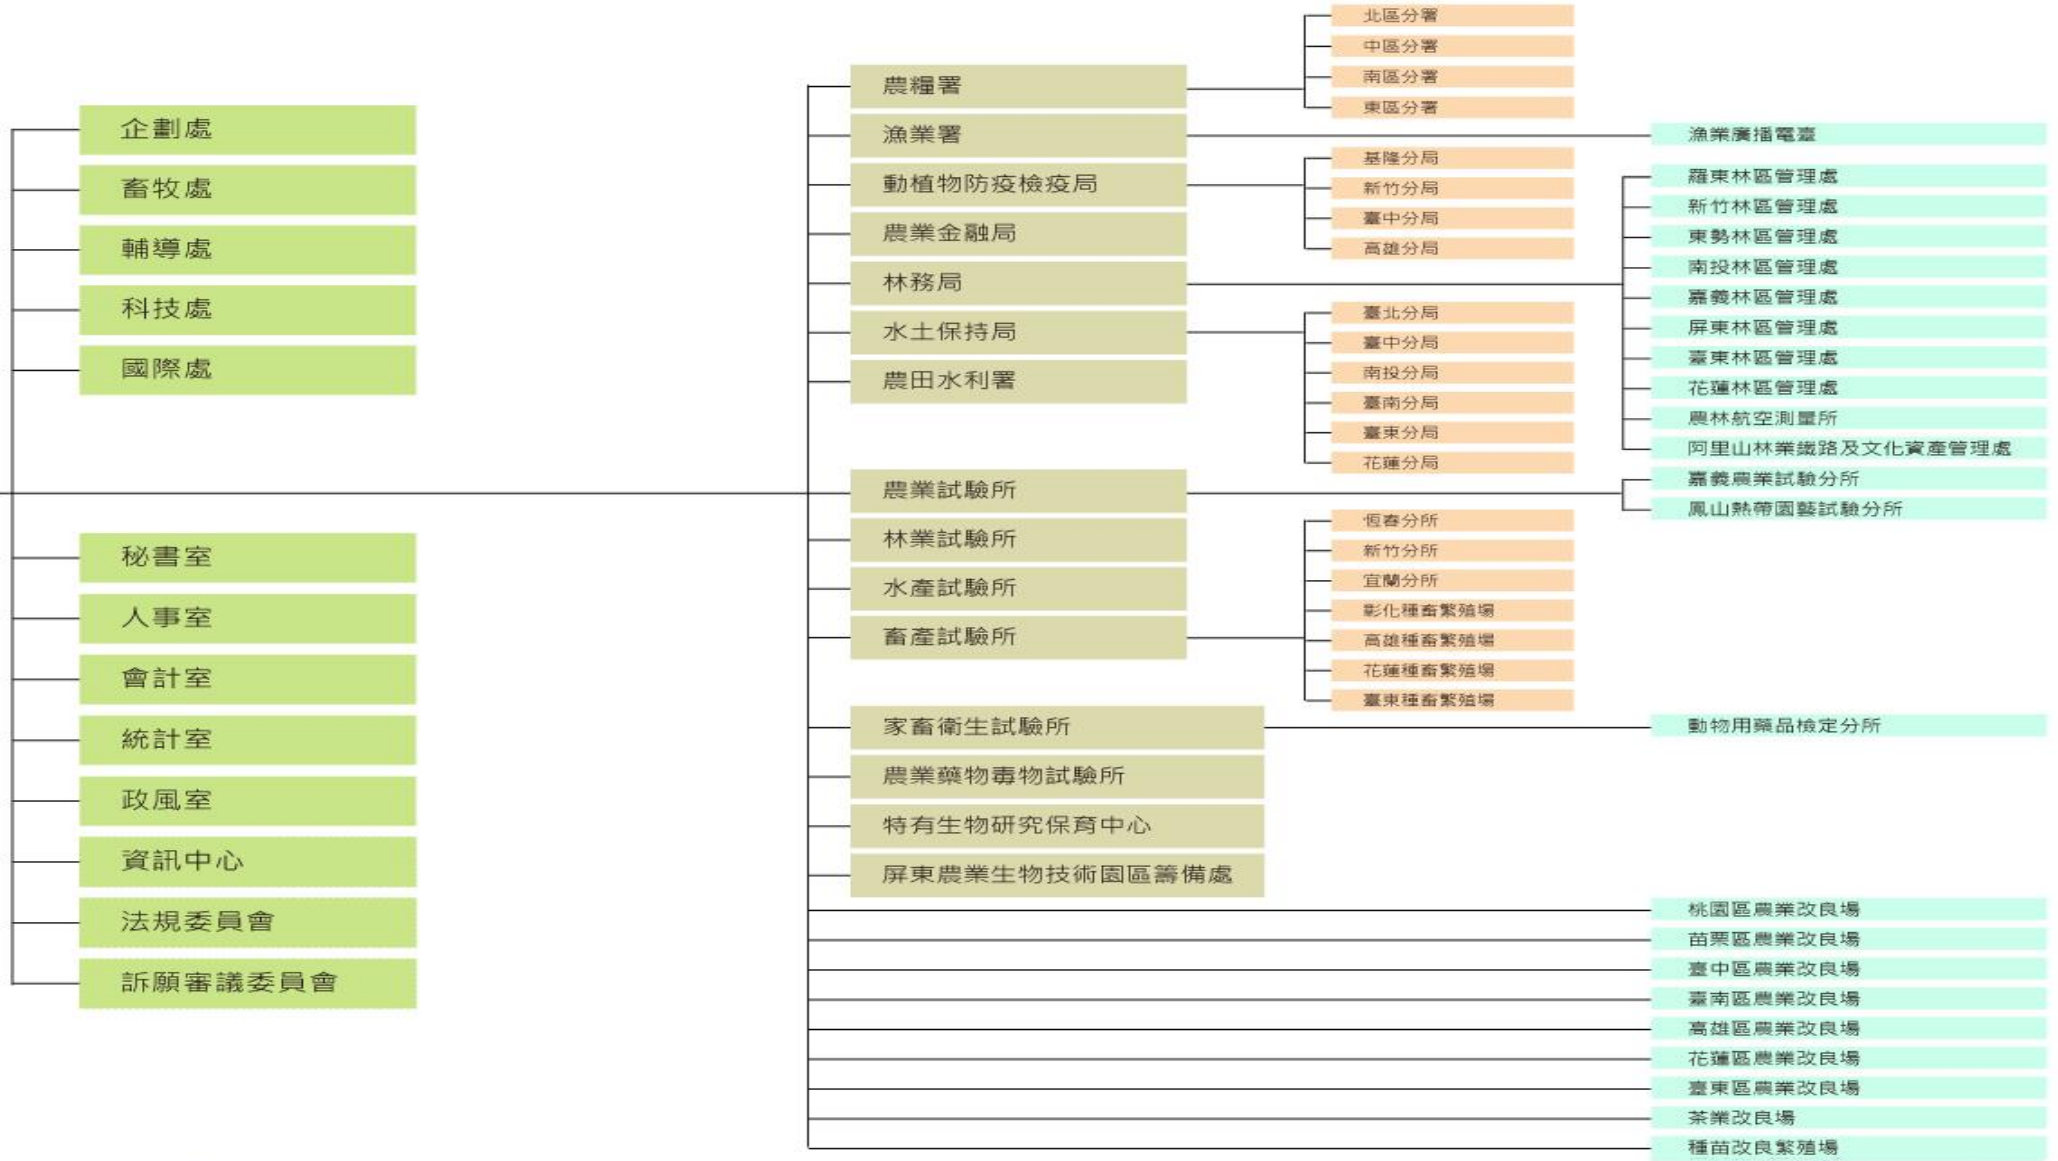 企劃處
畜牧處
輔導處
科技處
國際處
秘書室
人事室
會計室
統計室
政風室
資訊中心
法規委員會
訴願審議委員會
農糧署
漁業署
動植物防疫檢疫局
農業金融局
林務局
水土保持局
農田水利署
農業試驗所
林業試驗所
水產試驗所
畜產試驗所
家畜衛生試驗所
農業藥物毒物試驗所
特有生物研究保育中心
屏東農業生物技術園區籌備處
北區分署
中區分署
南區分署
東區分署
基隆分局
新竹分局
臺中分局
高雄分局
臺北分局
臺中分局
南投分局
臺南分局
臺東分局
花蓮分局
恆春分所
新竹分所
宜蘭分所
彰化種畜繁殖場
高雄種畜繁殖場
花蓮種畜繁殖場
臺東種畜繁殖場
漁業廣播電臺
羅東林區管理處
新竹林區管理處
東勢林區管理處
南投林區管理處
嘉義林區管理處
屏東林區管理處
臺東林區管理處
花蓮林區管理處
農林航空測量所
阿里山林業鐵路及文化資產管理處
嘉義農業試驗分所
鳳山熱帶園藝試驗分所
動物用藥品檢定分所
桃園區農業改良場
苗栗區農業改良場
臺中區農業改良場
臺南區農業改良場
高雄區農業改良場
花蓮區農業改良場
臺東區農業改良場
茶業改良場
種苗改良繁殖場